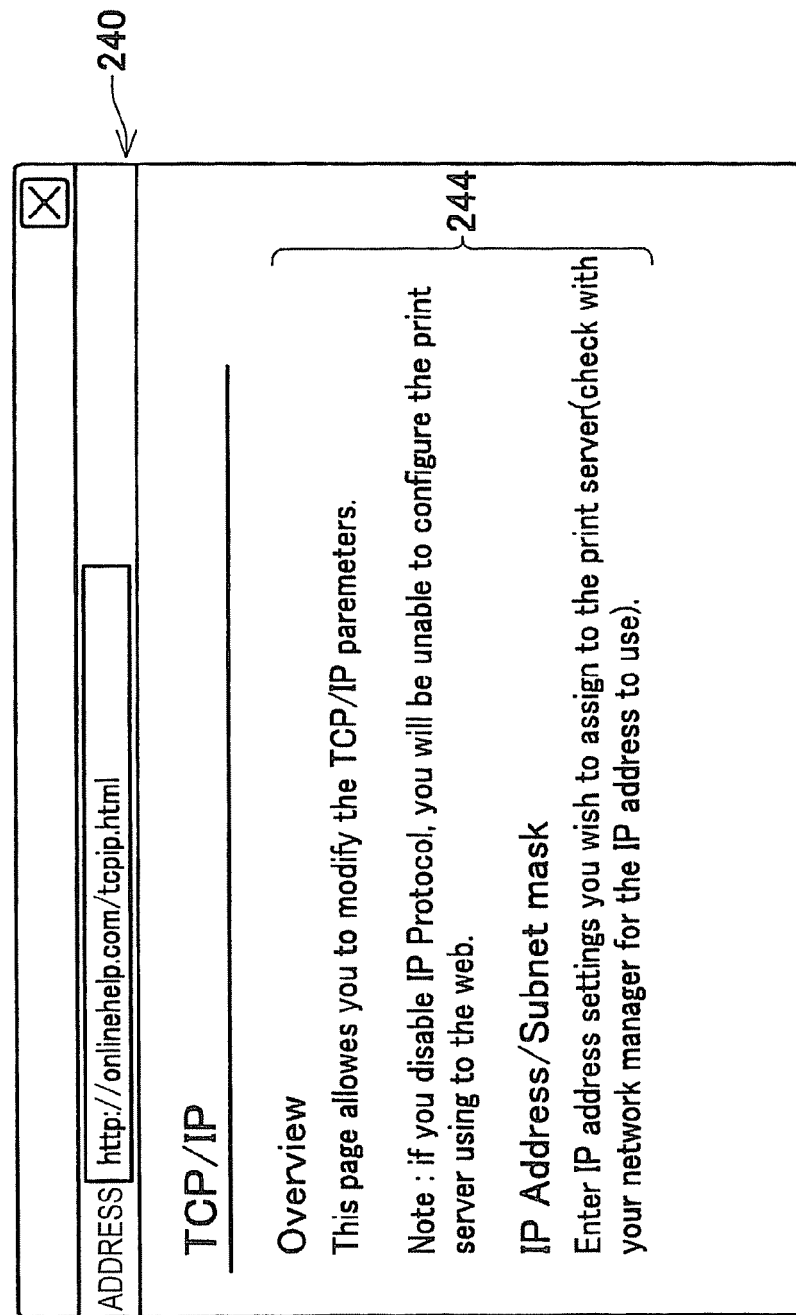 240
ADDRESS http://onlinehelp.com/tcpip.html
TCP/IP
Overview
This page allowes you to modify the TCP/IP paremeters.
Note : if you disable IP Protocol, you will be unable to configure the print
server using to the web.
244
IP Address/Subnet mask
Enter IP address settings you wish to assign to the print server(check with
your network manager for the IP address to use).